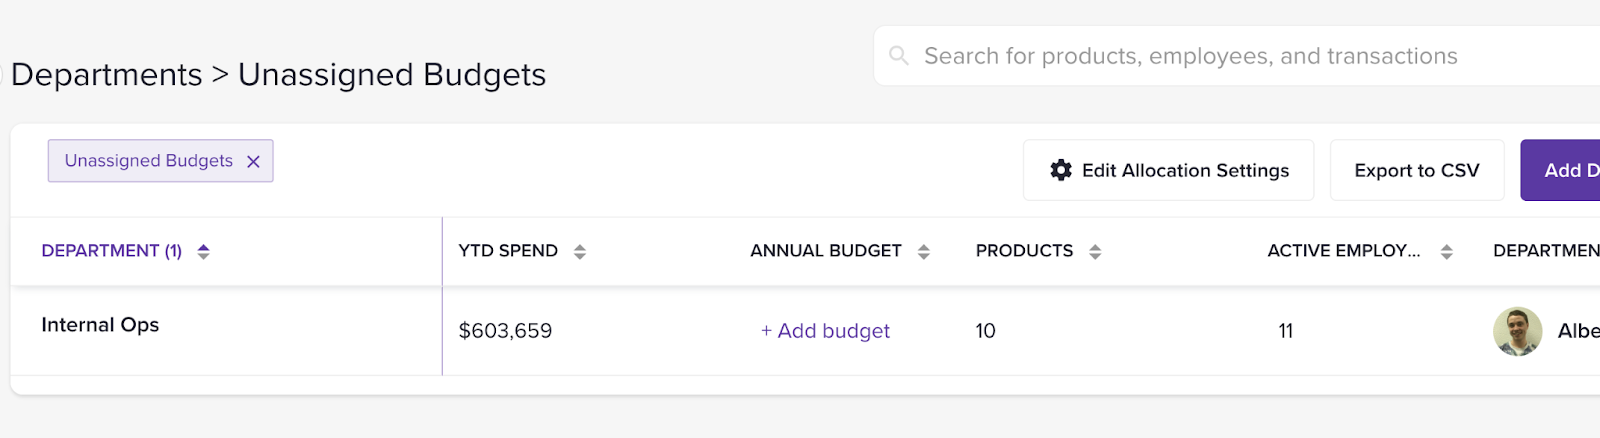 Departments > Unassigned Budgets
Search for products, employees, and transactions
Unassigned Budgets
Edit Allocation Settings
Export to CSV
Add D
DEPARTMENT (1)
YTD SPEND
ANNUAL BUDGET
PRODUCTS
ACTIVE EMPLOY...
DEPARTMEN
Internal Ops
$603,659
+ Add budget
10
11
Albe